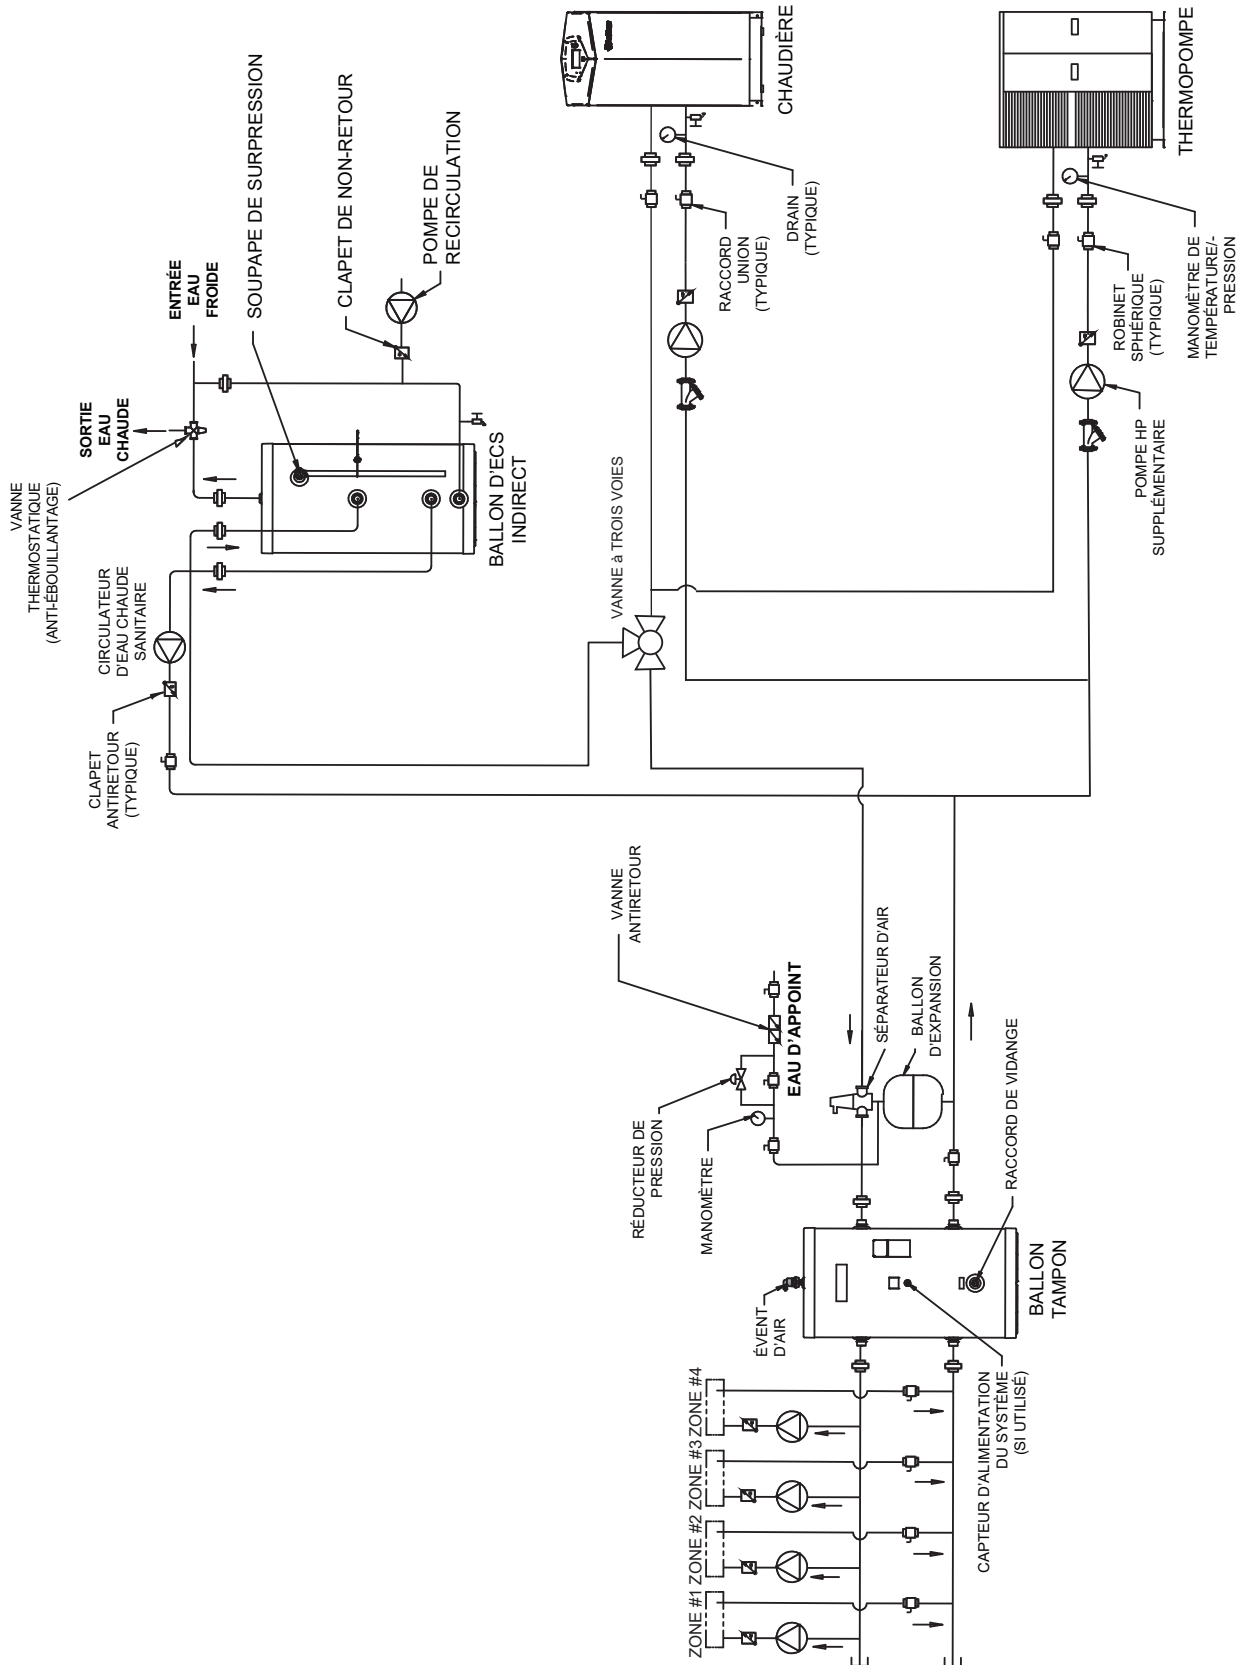 CHAUDIÈRE
THERMOPOMPE
SOUPAPE DE SURPRESSION
CLAPET DE NON-RETOUR
POMPE DE
RECIRCULATION
ENTRÉE
EAU
FROIDE
SORTIE
EAU
CHAUDE
VANNE
THERMOSTATIQUE
(ANTI-ÉBOUILLANTAGE)
BALLON D'ECS
INDIRECT
CIRCULATEUR
D'EAU CHAUDE
SANITAIRE
CLAPET
ANTIRETOUR
(TYPIQUE)
DRAIN
(TYPIQUE)
RACCORD
UNION
(TYPIQUE)
MANOMÈTRE DE
TEMPÉRATURE/-
PRESSION
ROBINET
SPHÉRIQUE
(TYPIQUE)
POMPE HP
SUPPLÉMENTAIRE
VANNE à TROIS VOIES
VANNE
ANTIRETOUR
EAU D'APPOINT
SÉPARATEUR D'AIR
BALLON
D'EXPANSION
RÉDUCTEUR DE
PRESSION
MANOMÈTRE
RACCORD DE VIDANGE
BALLON
TAMPON
ÉVENT
D'AIR
CAPTEUR D'ALIMENTATION
DU SYSTÈME
(SI UTILISÉ)
ZONE #1
ZONE #2
ZONE #3
ZONE #4